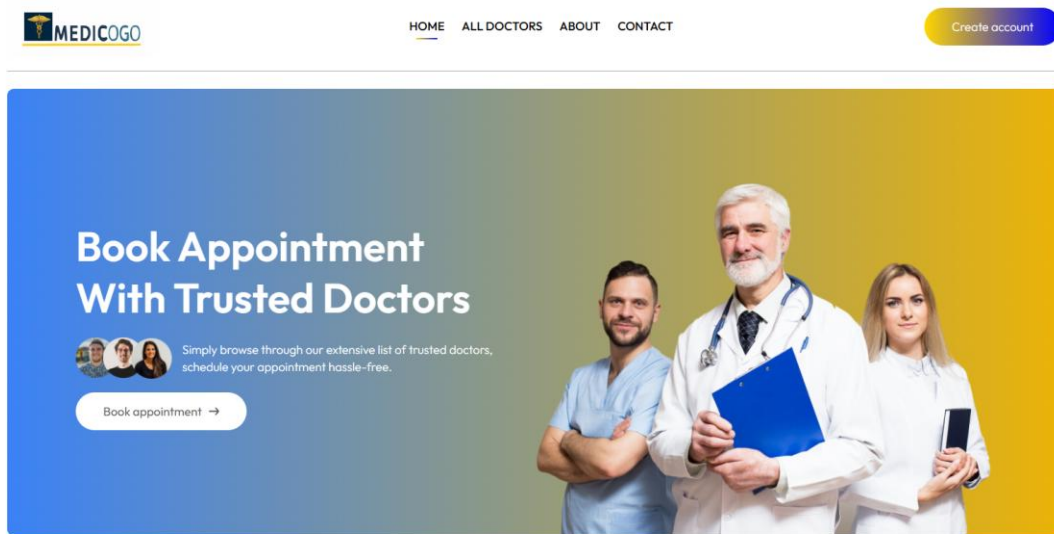 MEDICOGO
HOME ALL DOCTORS ABOUT CONTACT
Create account
Book Appointment
With Trusted Doctors
Simply browse through our extensive list of trusted doctors,
schedule your appointment hassle-free.
Book appointment →